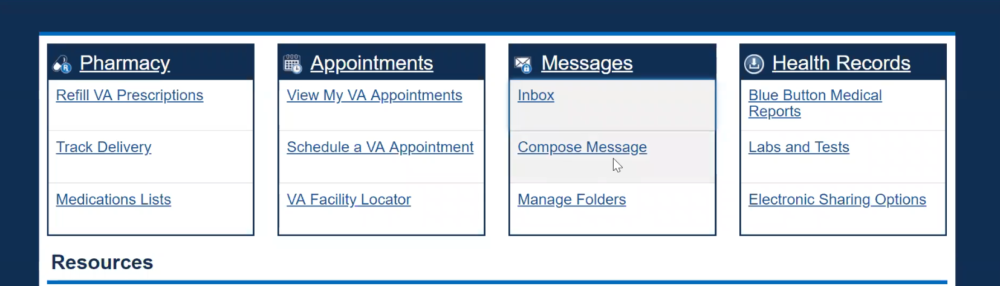 Pharmacy
Refill VA Prescriptions
Track Delivery
Medications Lists
Appointments
View My VA Appointments
Schedule a VA Appointment
VA Facility Locator
Messages
Inbox
Compose Message
Manage Folders
Health Records
Blue Button Medical
Reports
Labs and Tests
Electronic Sharing Options
Resources